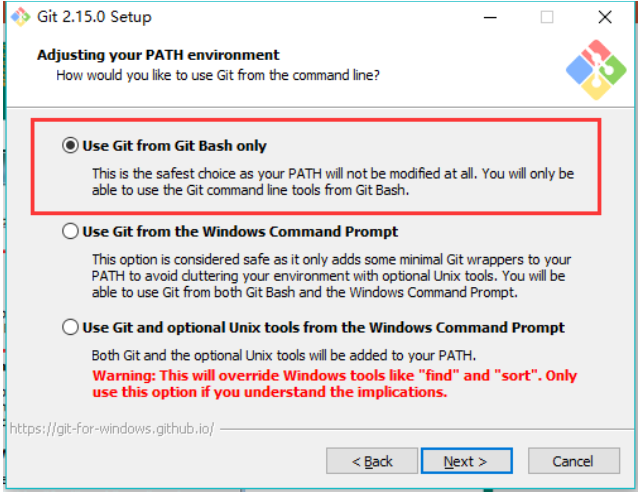 Git 2.15.0 Setup
Adjusting your PATH environment
How would you like to use Git from the command line?
Use Git from Git Bash only
This is the safest choice as your PATH will not be modified at all. You will only be
able to use the Git command line tools from Git Bash.
Use Git from the Windows Command Prompt
This option is considered safe as it only adds some minimal Git wrappers to your
PATH to avoid cluttering your environment with optional Unix tools. You will be
able to use Git from both Git Bash and the Windows Command Prompt.
Use Git and optional Unix tools from the Windows Command Prompt
Both Git and the optional Unix tools will be added to your PATH.
Warning: This will override Windows tools like "find" and "sort". Only
use this option if you understand the implications.
https://git-for-windows.github.io/
< Back Next > Cancel